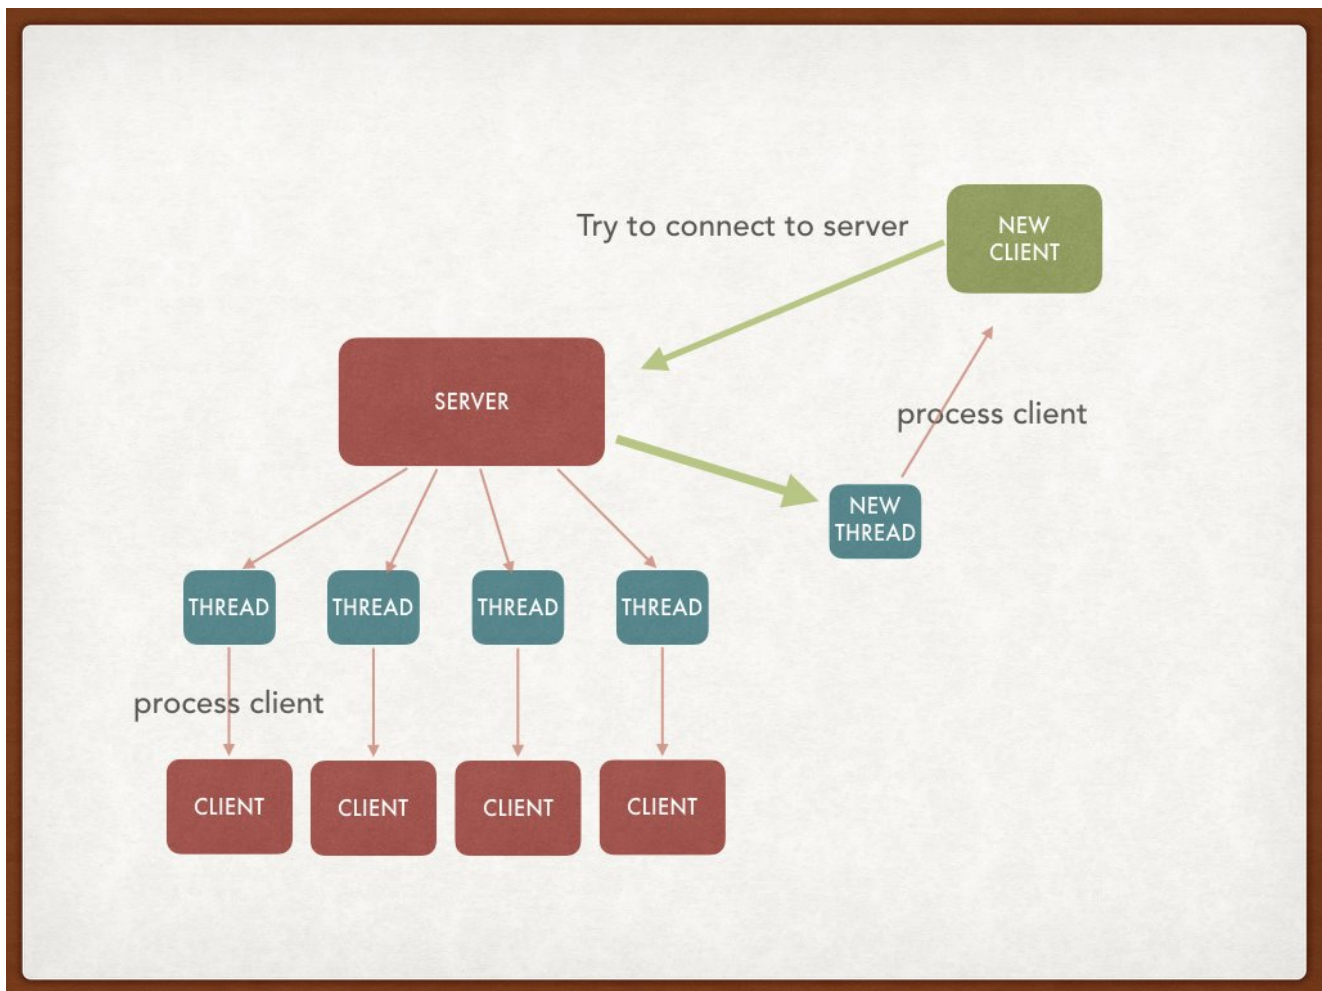 Try to connect to server
NEW
CLIENT
SERVER
process client
NEW
THREAD
THREAD
THREAD
THREAD
THREAD
process client
CLIENT
CLIENT
CLIENT
CLIENT